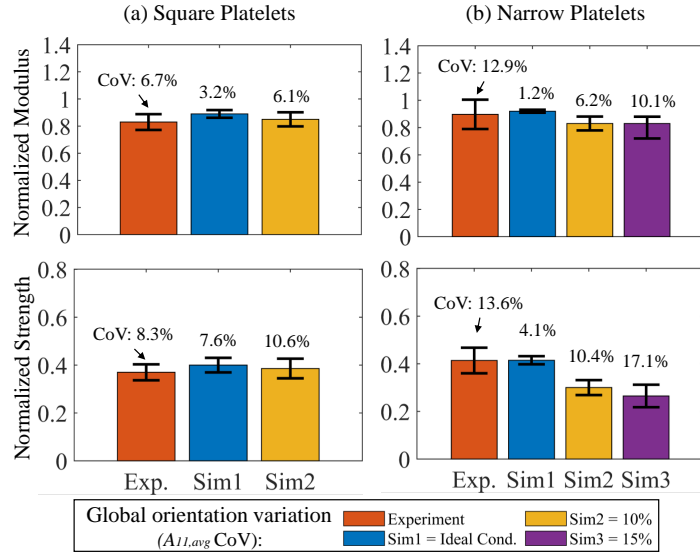 (a) Square Platelets
(b) Narrow Platelets
Normalized Modulus
1.4
1.2
1
0.8
0.6
0.4
0.2
0
CoV: 6.7%
3.2%
6.1%
1.4
1.2
1
0.8
0.6
0.4
0.2
0
CoV: 12.9%
1.2%
6.2%
10.1%
Normalized Strength
0.8
0.6
0.4
0.2
0
CoV: 8.3%
7.6%
10.6%
Exp. Sim1 Sim2
0.8
0.6
0.4
0.2
0
CoV: 13.6%
4.1%
10.4%
17.1%
Exp. Sim1 Sim2 Sim3
Global orientation variation
(A11,avg CoV):
Experiment
Sim1 = Ideal Cond.
Sim2 = 10%
Sim3 = 15%